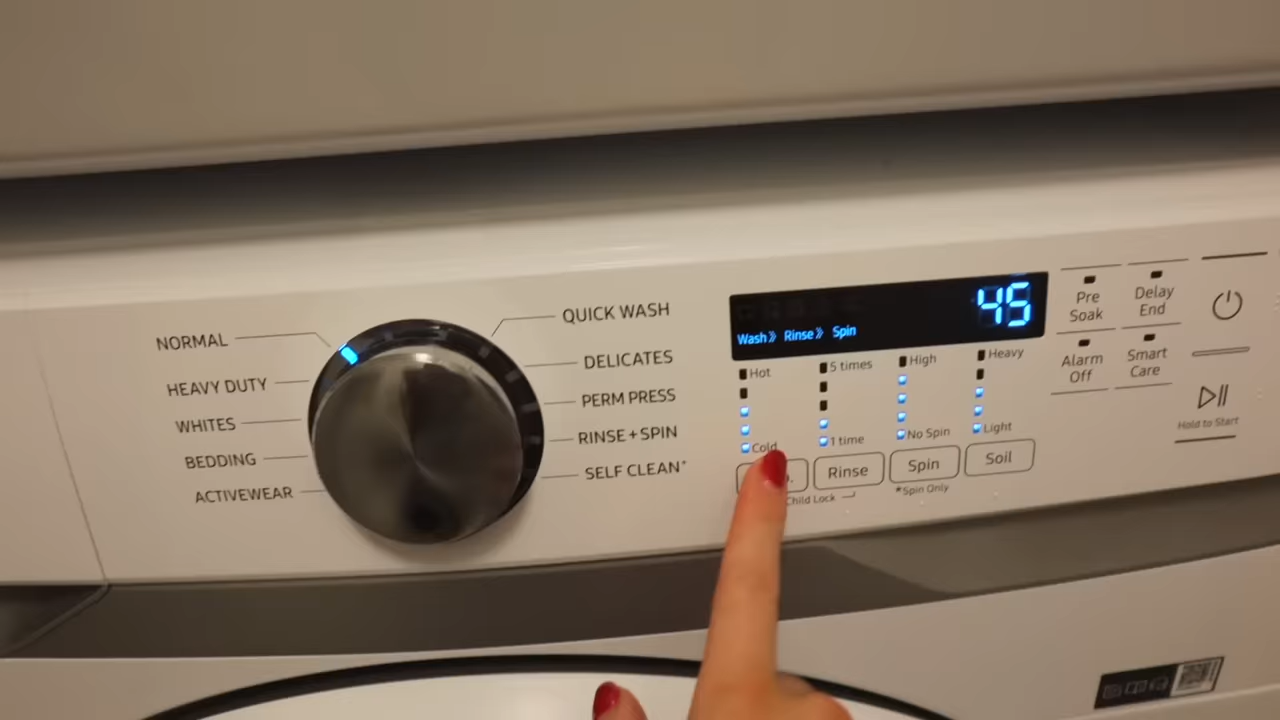 NORMAL
HEAVY DUTY
WHITES
BEDDING
ACTIVEWEAR
QUICK WASH
DELICATES
PERM PRESS
RINSE+SPIN
SELF CLEAN*
45
Wash» Rinse» Spin
Hot 5 times High Heavy
Cold 1 time No Spin Light
Rinse Spin Soil
Child Lock *Spin Only
Pre Soak
Delay End
Alarm Off
Smart Care
Hold to Start